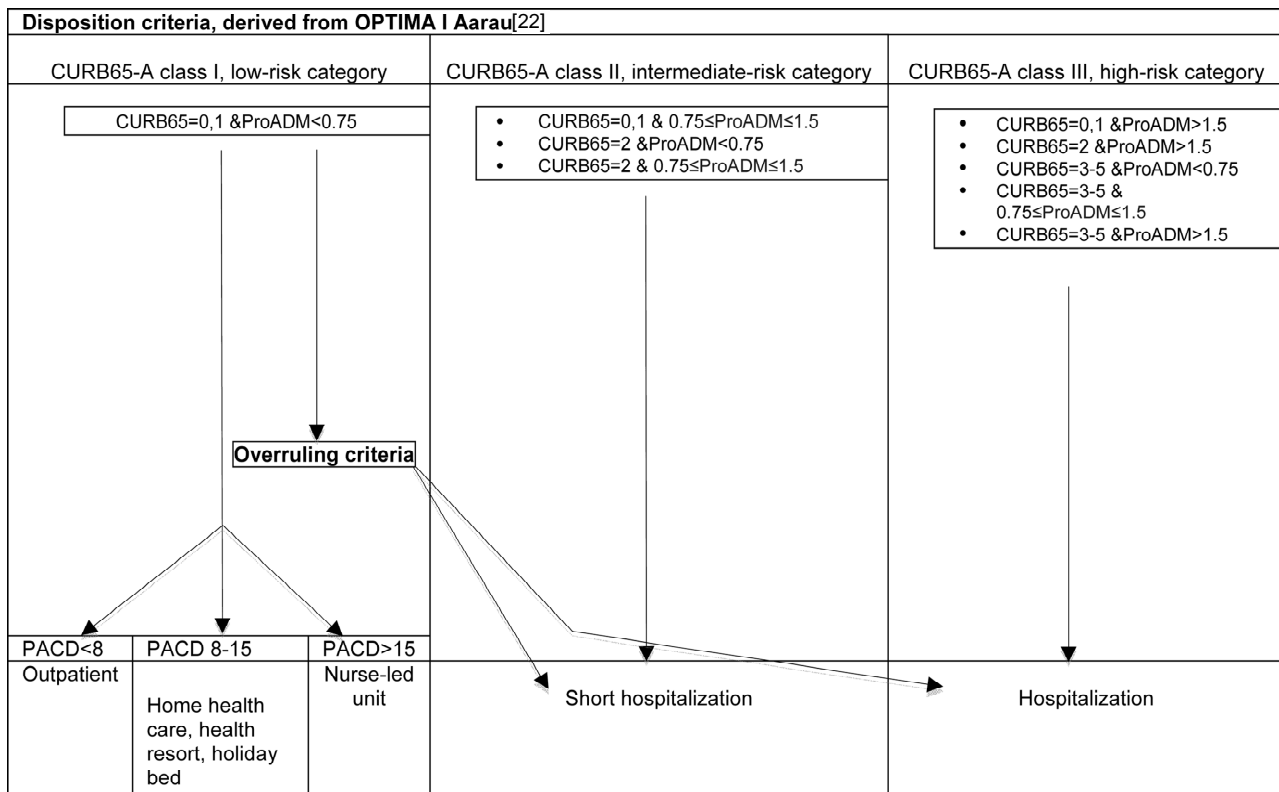 Disposition criteria, derived from OPTIMA I Aarau[22]
CURB65-A class I, low-risk category
CURB65=0,1 &ProADM<0.75
Overruling criteria
PACD<8
PACD 8-15
PACD>15
Outpatient
Home health
care, health
resort, holiday
bed
Nurse-led
unit
CURB65-A class II, intermediate-risk category
• CURB65=0,1 & 0.75≤ProADM≤1.5
• CURB65=2 &ProADM<0.75
• CURB65=2 & 0.75≤ProADM≤1.5
Short hospitalization
CURB65-A class III, high-risk category
• CURB65=0,1 &ProADM>1.5
• CURB65=2 &ProADM>1.5
• CURB65=3-5 &ProADM<0.75
• CURB65=3-5 &
0.75≤ProADM≤1.5
• CURB65=3-5 &ProADM>1.5
Hospitalization